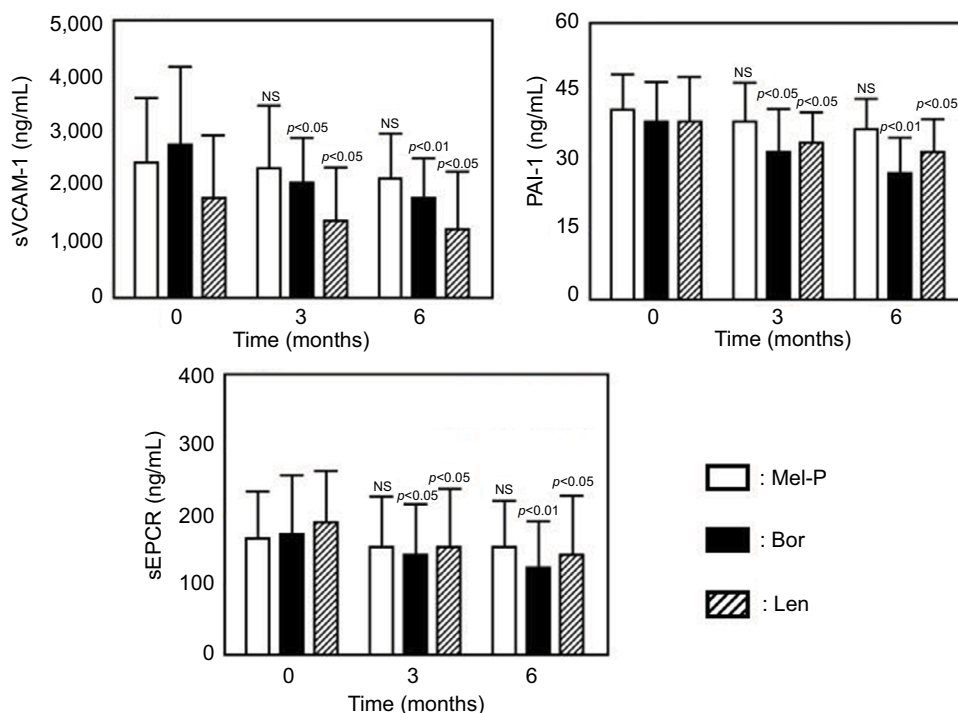 5,000
4,000
3,000
2,000
1,000
0
sVCAM-1 (ng/mL)
NS
p<0.05
p<0.05
NS
p<0.01
p<0.05
0 3 6
Time (months)
60
45
30
15
0
PAI-1 (ng/mL)
NS
p<0.05
p<0.05
NS
p<0.01
p<0.05
0 3 6
Time (months)
400
300
200
100
0
sEPCR (ng/mL)
NS
p<0.05
p<0.05
NS
p<0.01
p<0.05
0 3 6
Time (months)
: Mel-P
: Bor
: Len